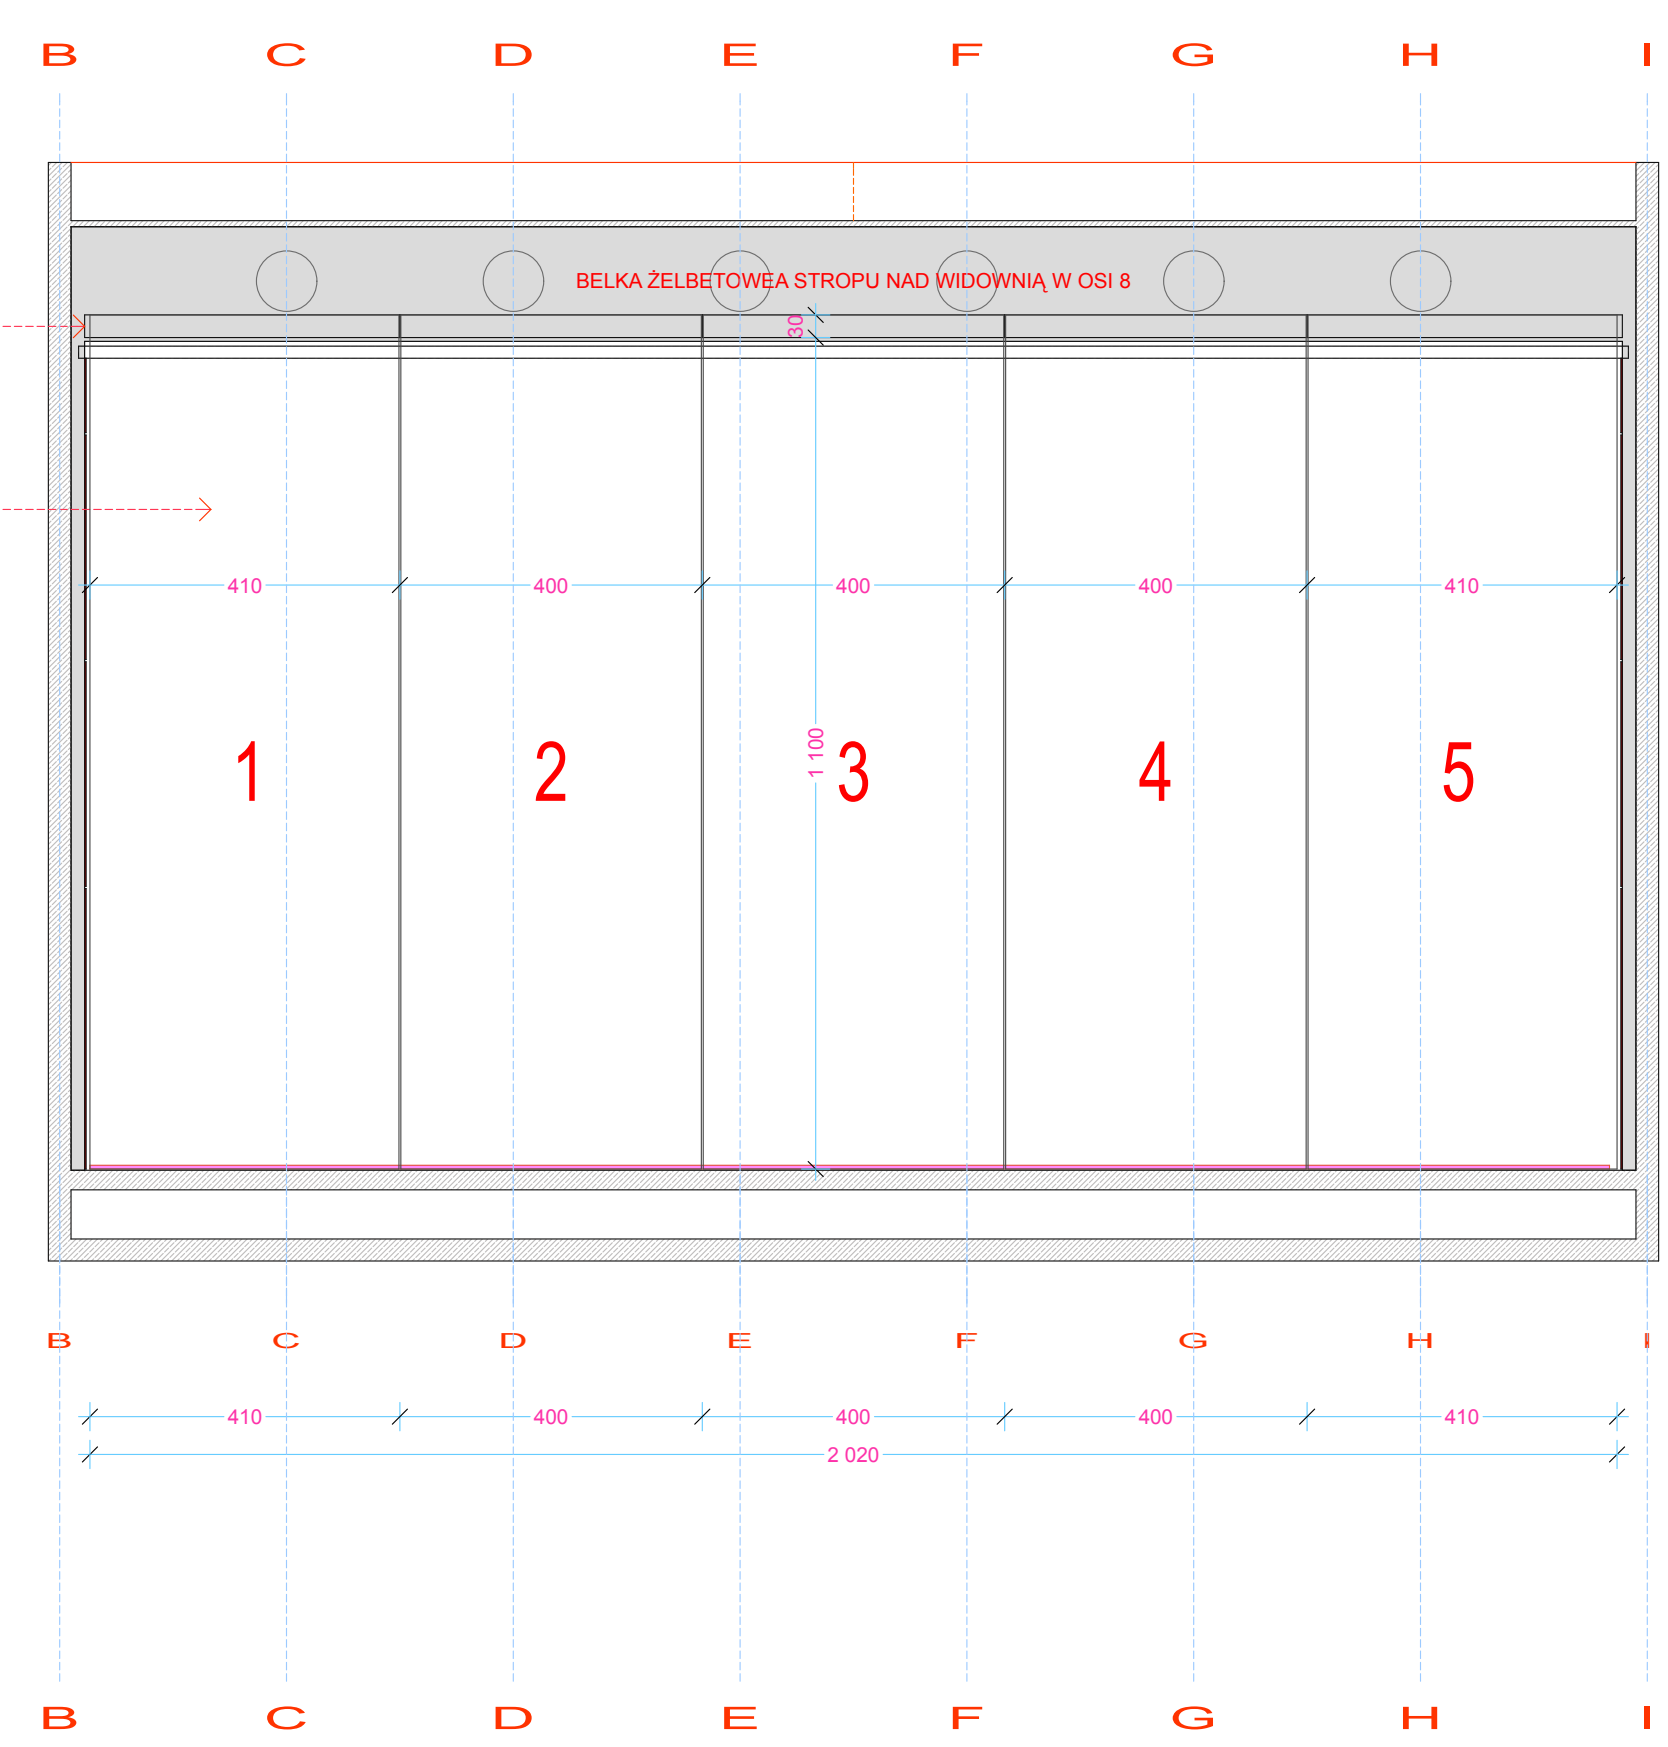 B C D E F G H I
BELKA ŻELBETOWEA STROPU NAD WIDOWNIĄ W OSI 8
30
410 400 400 400 410
1 2 3 4 5
1 100
B C D E F G H I
410 400 400 400 410
2 020
B C D E F G H I